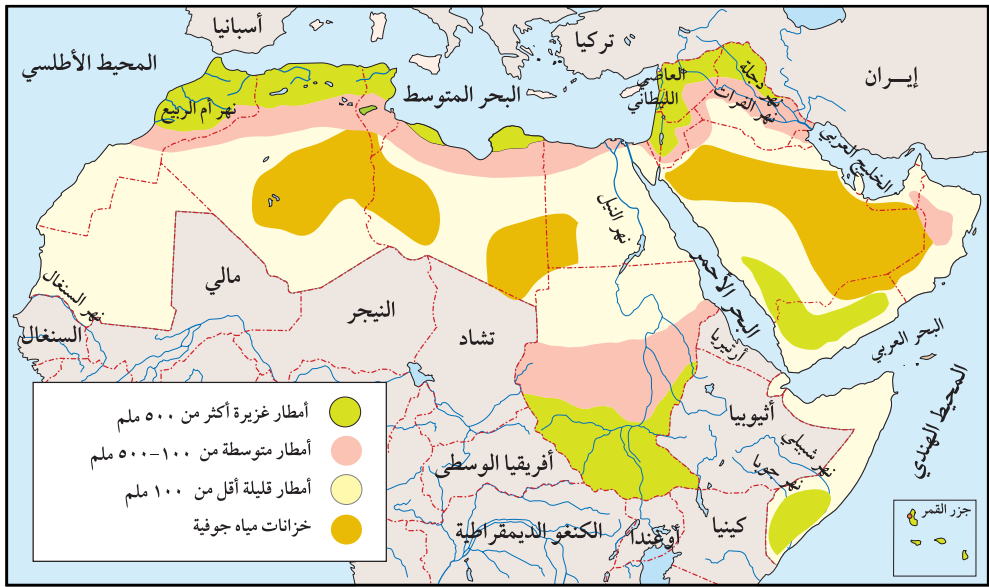 أسبانيا
تركيا
إيــران
المحيط الأطلسي
البحر المتوسط
العاصي
الليطاني
نهر دجلة
نهر الفرات
الخليج العربي
نهر أم الربيع
نهر النيل
البحر الأحمر
نهر السنغال
السنغال
مالي
النيجر
تشاد
أرتيريا
أثيوبيا
البحر العربي
المحيط الهندي
نهر شبيلي
نهر جوبا
أفريقيا الوسطى
الكنغو الديمقراطية
أوغندا
كينيا
جزر القمر
أمطار غزيرة أكثر من ٥٠٠ ملم
أمطار متوسطة من ١٠٠-٥٠٠ ملم
أمطار قليلة أقل من ١٠٠ ملم
خزانات مياه جوفية